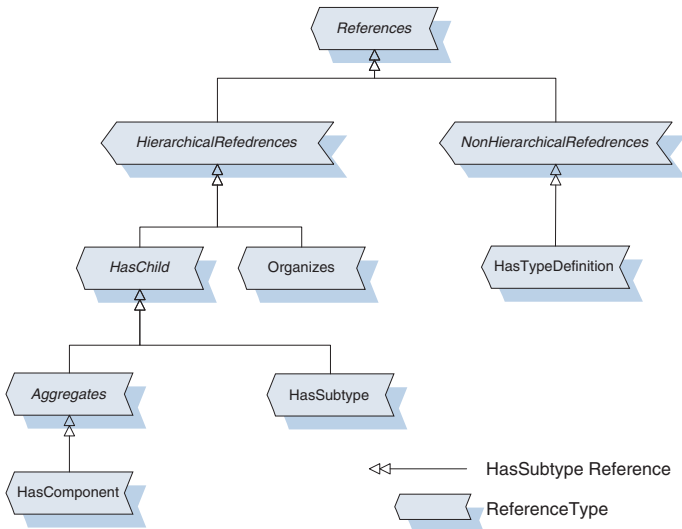 References
HierarchicalRefedrences
NonHierarchicalRefedrences
HasChild
Organizes
HasTypeDefinition
Aggregates
HasSubtype
HasComponent
HasSubtype Reference
ReferenceType